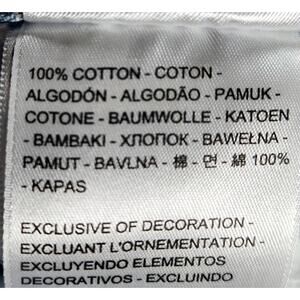 100% COTTON - COTON -
ALGODÓN - ALGODÃO - PAMUK -
COTONE - BAUMWOLLE - KATOEN
- BAMBAKI - ХЛОПОК - BAWEŁNA -
PAMUT - BAVLNA - 棉 - 면 - 綿 100%
- KAPAS
EXCLUSIVE OF DECORATION -
EXCLUANT L'ORNEMENTATION -
EXCLUYENDO ELEMENTOS
DECORATIVOS - EXCLUINDO